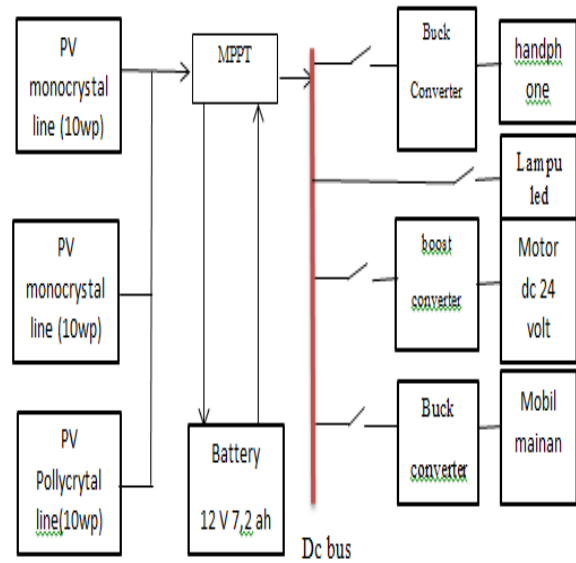 PV
monocrystal
line (10wp)
MPPT
Buck
Converter
handph
one
Lampu
led
PV
monocrystal
line (10wp)
boost
converter
Motor
dc 24
volt
PV
Pollycrytal
line(10wp)
Battery
12 V 7,2 ah
Buck
converter
Mobil
mainan
Dc bus